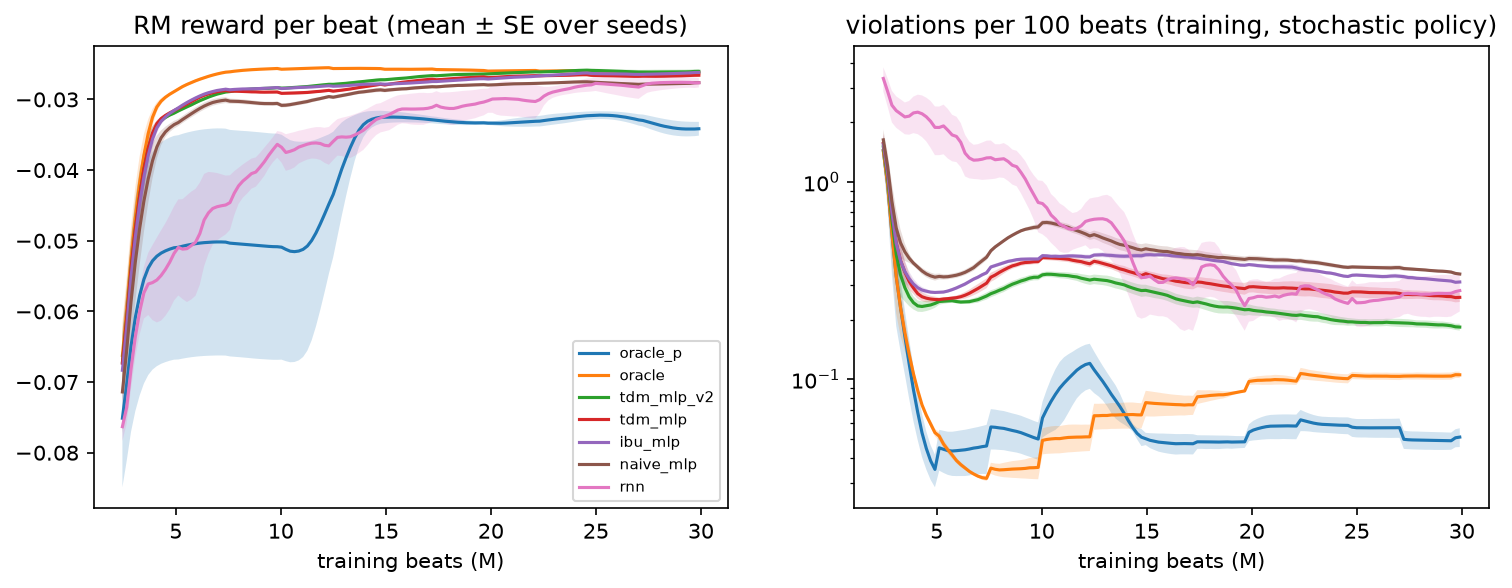 RM reward per beat (mean ± SE over seeds)
−0.03
−0.04
−0.05
−0.06
−0.07
−0.08
5
10
15
20
25
30
training beats (M)
oracle_p
oracle
tdm_mlp_v2
tdm_mlp
ibu_mlp
naive_mlp
rnn
violations per 100 beats (training, stochastic policy)
10⁰
10⁻¹
5
10
15
20
25
30
training beats (M)